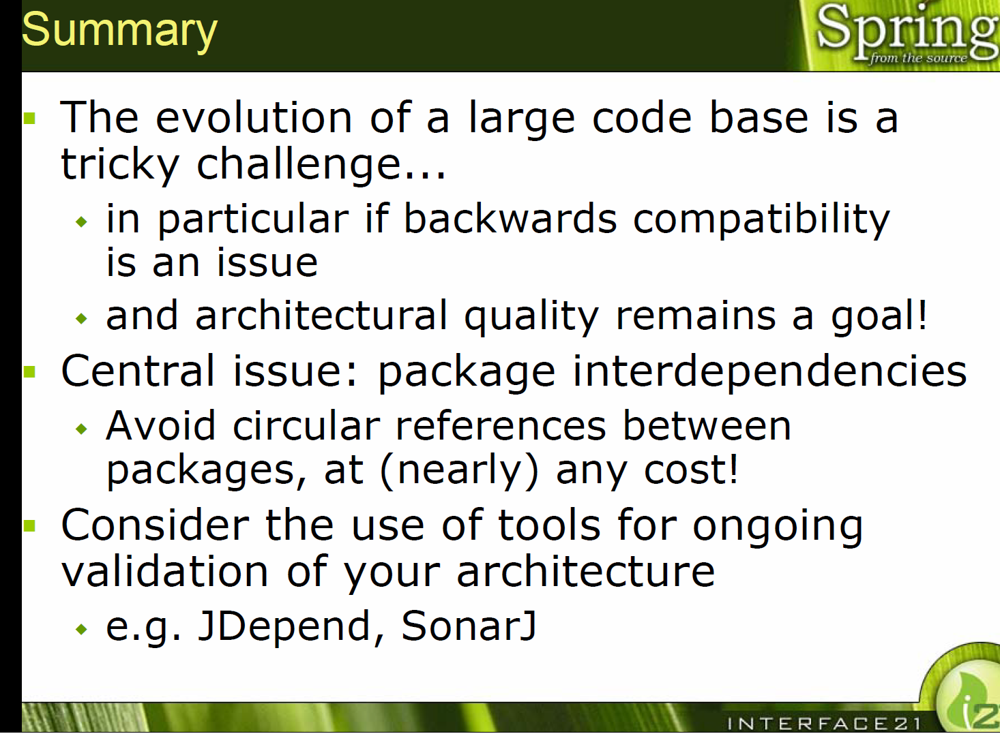 Summary
Spring
from the source
The evolution of a large code base is a
tricky challenge...
in particular if backwards compatibility
is an issue
and architectural quality remains a goal!
Central issue: package interdependencies
Avoid circular references between
packages, at (nearly) any cost!
Consider the use of tools for ongoing
validation of your architecture
e.g. JDepend, SonarJ
i2
INTERFACE21